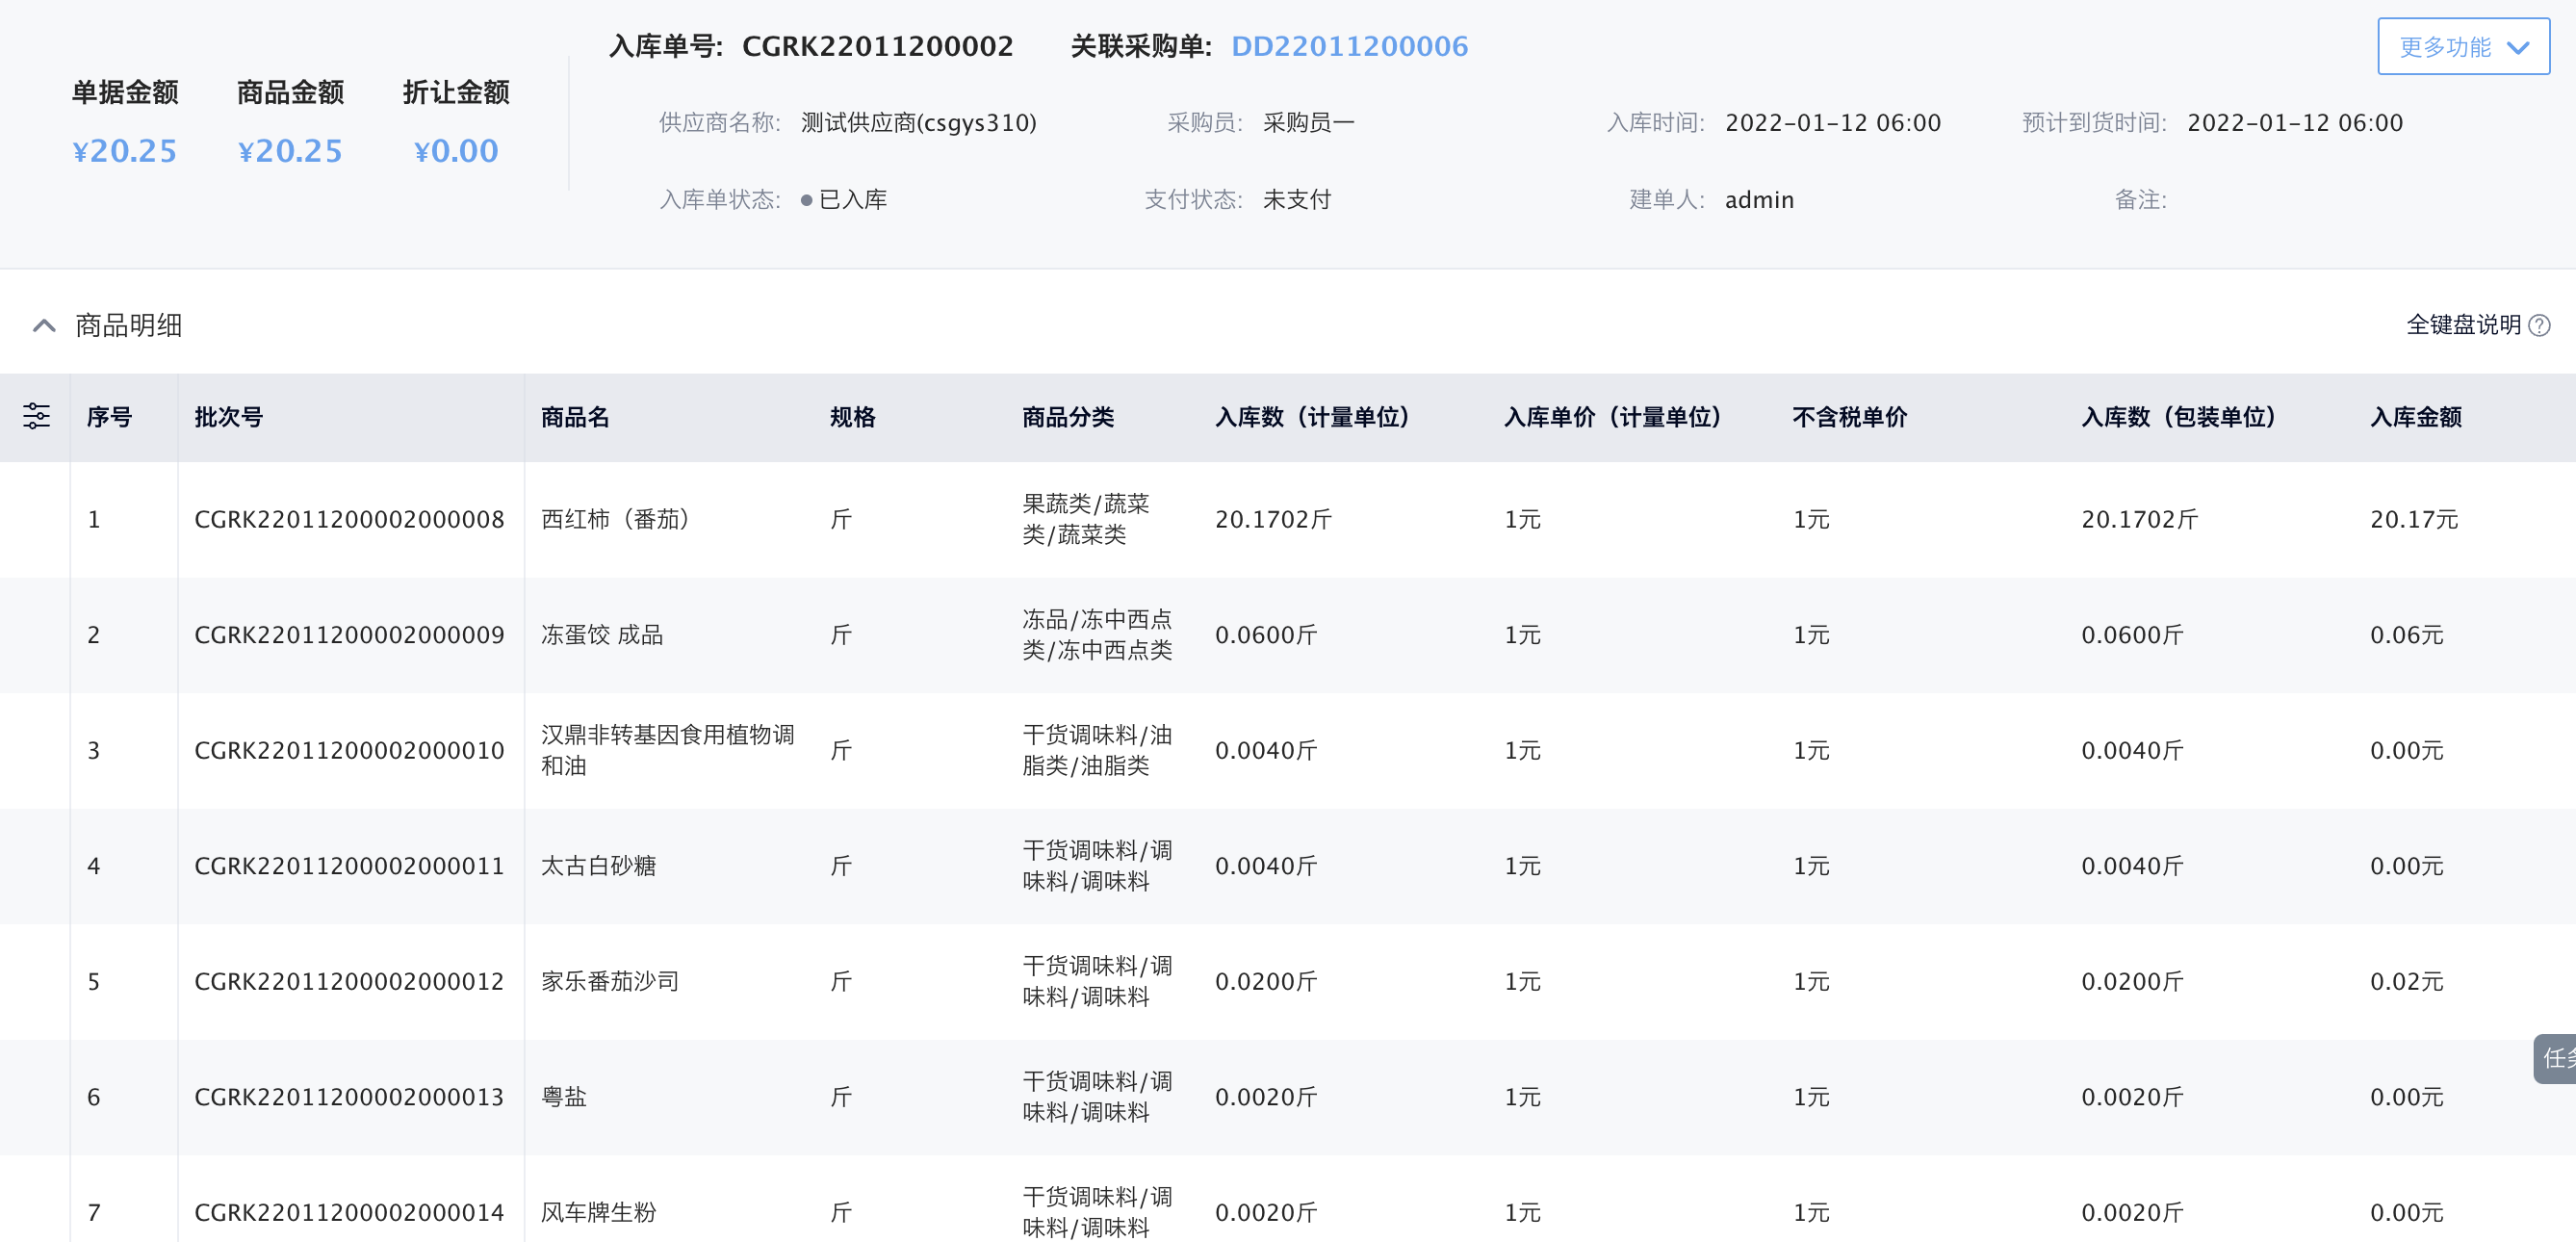 入库单号: CGRK22011200002 关联采购单: DD22011200006 更多功能
单据金额 商品金额 折让金额
¥20.25 ¥20.25 ¥0.00
供应商名称: 测试供应商(csgys310) 采购员: 采购员一 入库时间: 2022-01-12 06:00 预计到货时间: 2022-01-12 06:00
入库单状态: 已入库 支付状态: 未支付 建单人: admin 备注:
商品明细 全键盘说明
序号 批次号 商品名 规格 商品分类 入库数（计量单位） 入库单价（计量单位） 不含税单价 入库数（包装单位） 入库金额
1 CGRK22011200002000008 西红柿（番茄） 斤 果蔬类/蔬菜类/蔬菜类 20.1702斤 1元 1元 20.1702斤 20.17元
2 CGRK22011200002000009 冻蛋饺 成品 斤 冻品/冻中西点类/冻中西点类 0.0600斤 1元 1元 0.0600斤 0.06元
3 CGRK22011200002000010 汉鼎非转基因食用植物调和油 斤 干货调味料/油脂类/油脂类 0.0040斤 1元 1元 0.0040斤 0.00元
4 CGRK22011200002000011 太古白砂糖 斤 干货调味料/调味料/调味料 0.0040斤 1元 1元 0.0040斤 0.00元
5 CGRK22011200002000012 家乐番茄沙司 斤 干货调味料/调味料/调味料 0.0200斤 1元 1元 0.0200斤 0.02元
任
6 CGRK22011200002000013 粤盐 斤 干货调味料/调味料/调味料 0.0020斤 1元 1元 0.0020斤 0.00元
7 CGRK22011200002000014 风车牌生粉 斤 干货调味料/调味料/调味料 0.0020斤 1元 1元 0.0020斤 0.00元